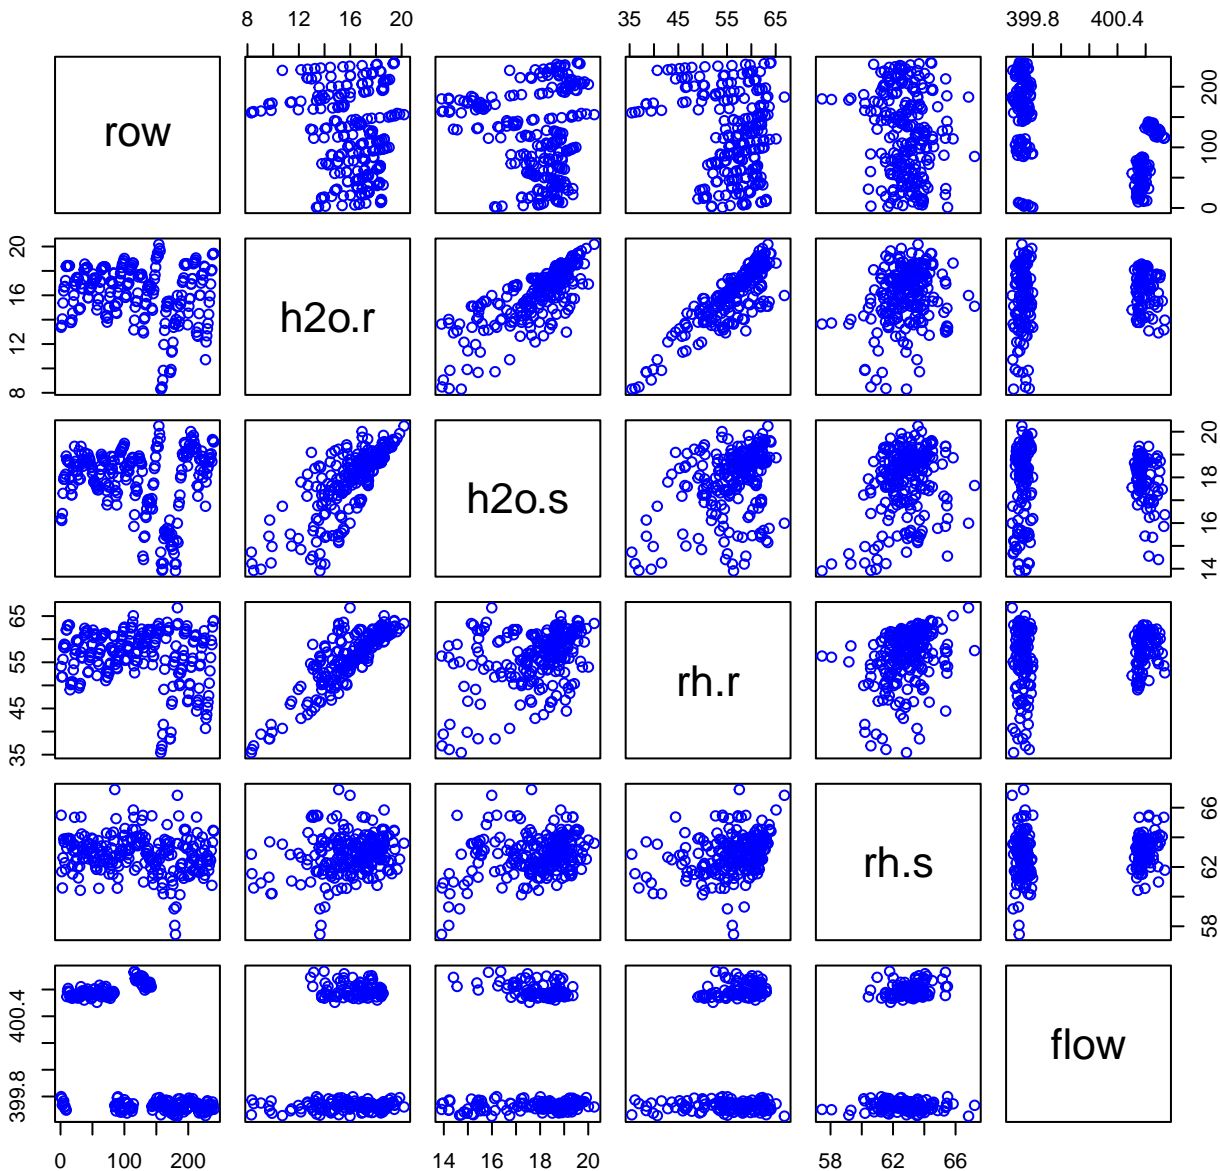 8 12 16 20 35 45 55 65 399.8 400.4
row 0 100 200
8 12 16 20 h2o.r
h2o.s 14 16 18 20
35 45 55 65 rh.r
rh.s 58 62 66
399.8 400.4 flow
0 100 200 14 16 18 20 58 62 66